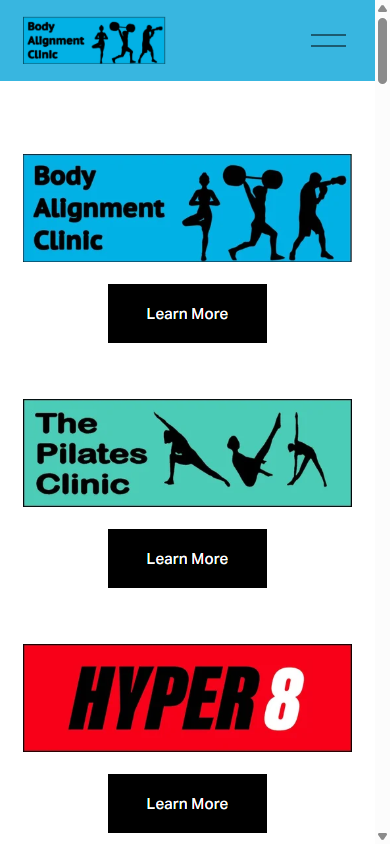 Body
Alignment
Clinic
Body
Alignment
Clinic
Learn More
The
Pilates
Clinic
Learn More
HYPER 8
Learn More